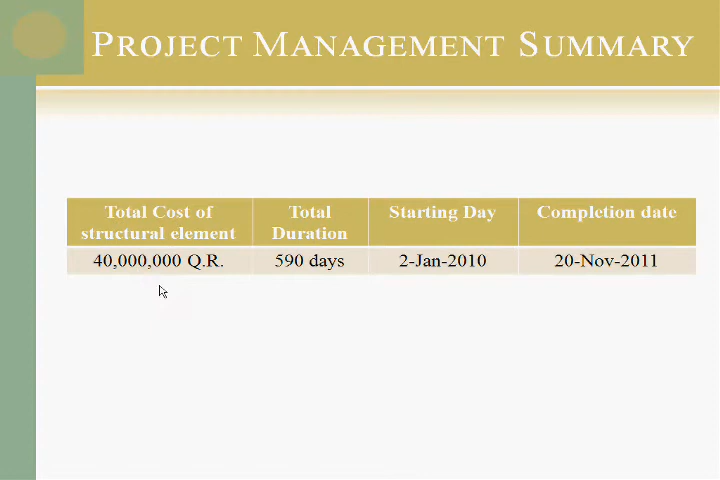 PROJECT MANAGEMENT SUMMARY
Total Cost of structural element
Total Duration
Starting Day
Completion date
40,000,000 Q.R.
590 days
2-Jan-2010
20-Nov-2011